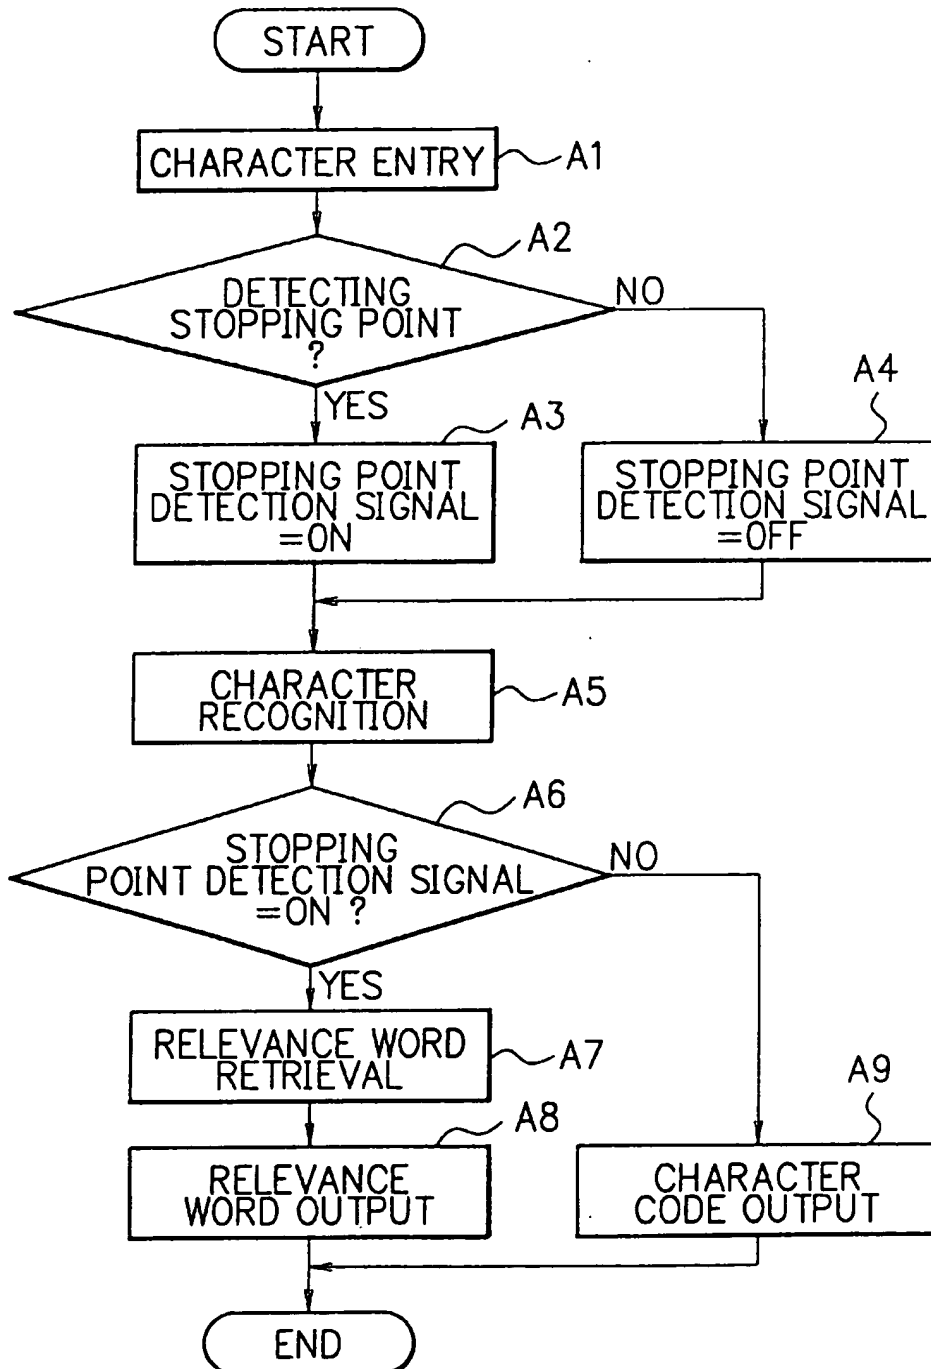 START
CHARACTER ENTRY
A1
A2
DETECTING
STOPPING POINT
?
NO
YES
A3
A4
STOPPING POINT
DETECTION SIGNAL
=ON
STOPPING POINT
DETECTION SIGNAL
=OFF
CHARACTER
RECOGNITION
A5
A6
STOPPING
POINT DETECTION SIGNAL
=ON ?
NO
YES
RELEVANCE WORD
RETRIEVAL
A7
A8
RELEVANCE
WORD OUTPUT
A9
CHARACTER
CODE OUTPUT
END